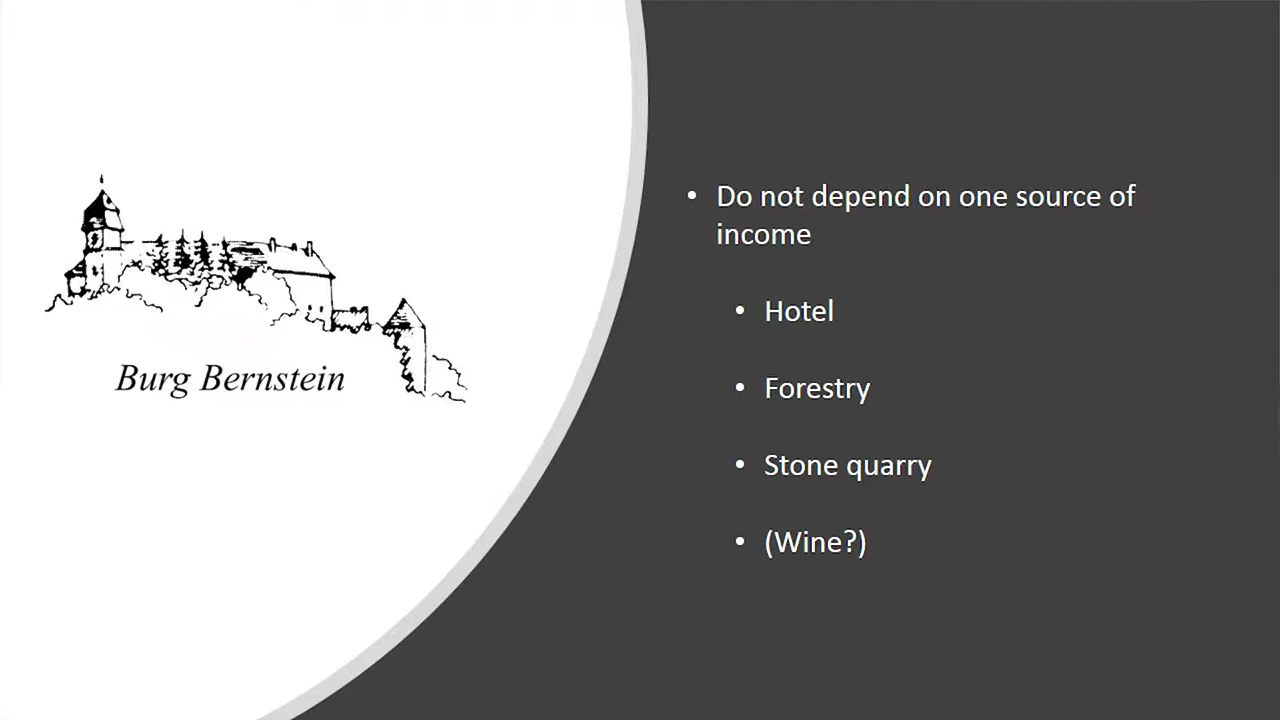 Burg Bernstein
• Do not depend on one source of
income
• Hotel
• Forestry
• Stone quarry
• (Wine?)